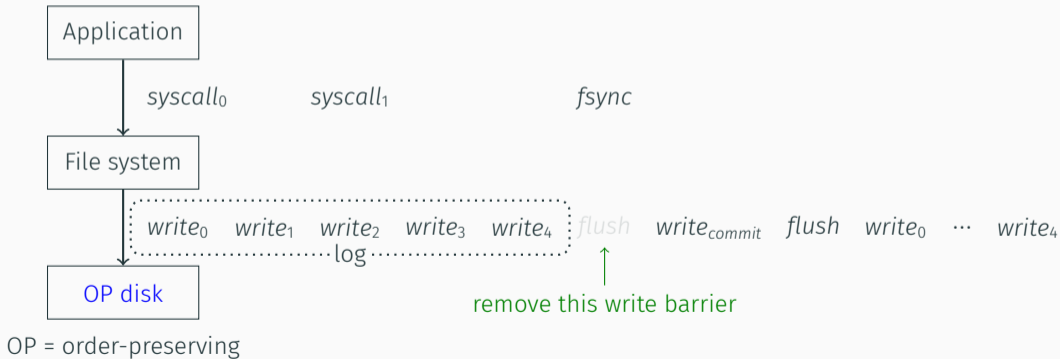 Application
syscall₀ syscall₁ fsync
File system
write₀ write₁ write₂ write₃ write₄ flush write_commit flush write₀ ... write₄
log
OP disk
remove this write barrier
OP = order-preserving